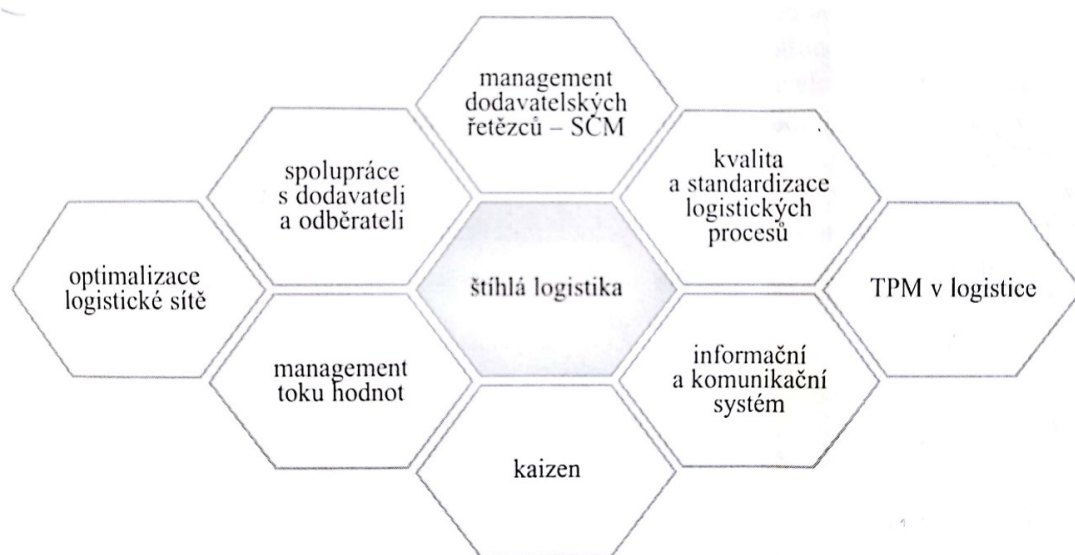 management
dodavatelských
řetězců – SCM
spolupráce
s dodavateli
a odběrateli
kvalita
a standardizace
logistických
procesů
optimalizace
logistické sítě
štíhlá logistika
TPM v logistice
management
toku hodnot
informační
a komunikační
systém
kaizen